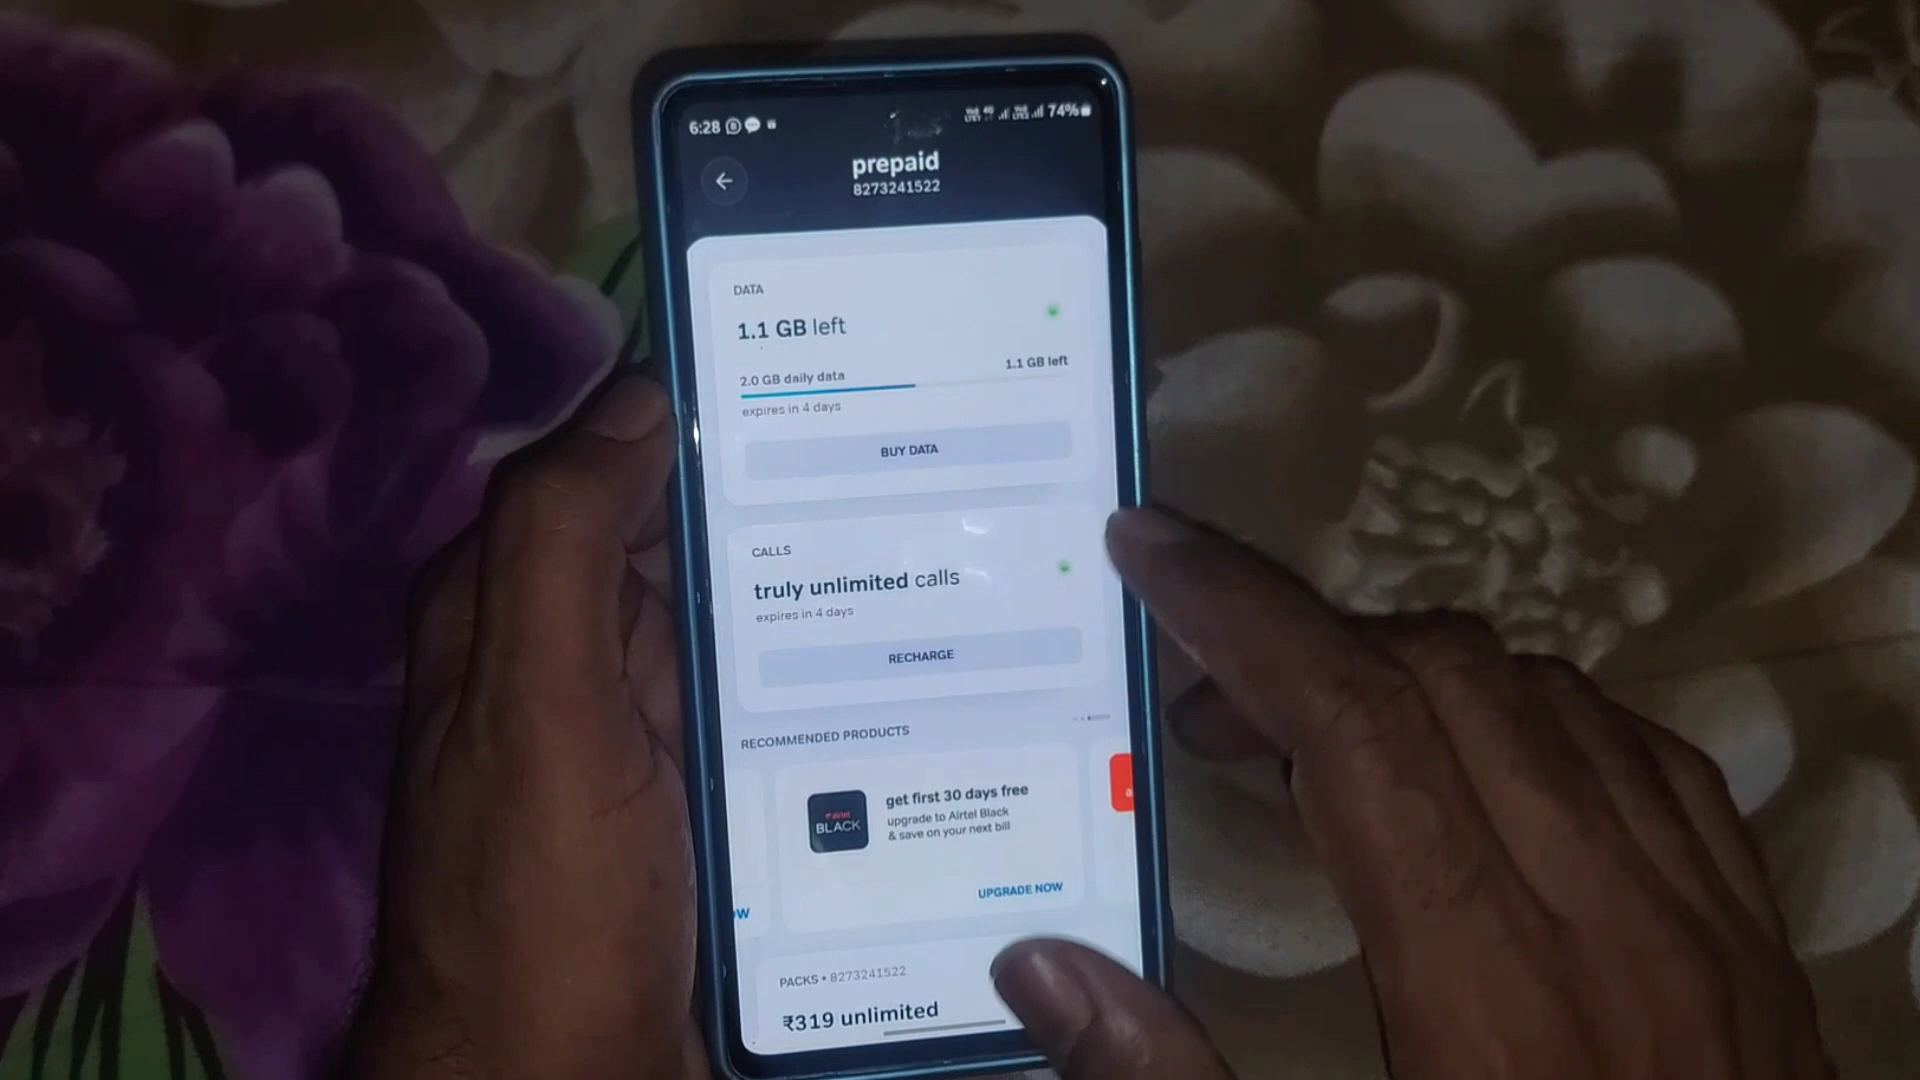 6:28 74%
prepaid
8273241522
DATA
1.1 GB left
2.0 GB daily data 1.1 GB left
expires in 4 days
BUY DATA
CALLS
truly unlimited calls
expires in 4 days
RECHARGE
RECOMMENDED PRODUCTS
airtel
BLACK
get first 30 days free
upgrade to Airtel Black
& save on your next bill
UPGRADE NOW
OW
a
PACKS • 8273241522
₹319 unlimited